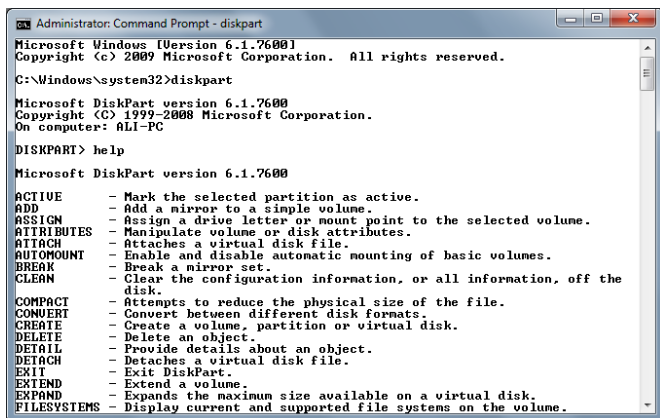 Administrator: Command Prompt - diskpart
Microsoft Windows [Version 6.1.7600]
Copyright (c) 2009 Microsoft Corporation.  All rights reserved.
C:\Windows\system32>diskpart
Microsoft DiskPart version 6.1.7600
Copyright (C) 1999-2008 Microsoft Corporation.
On computer: ALI-PC
DISKPART> help
Microsoft DiskPart version 6.1.7600
ACTIVE      - Mark the selected partition as active.
ADD         - Add a mirror to a simple volume.
ASSIGN      - Assign a drive letter or mount point to the selected volume.
ATTRIBUTES  - Manipulate volume or disk attributes.
ATTACH      - Attaches a virtual disk file.
AUTOMOUNT   - Enable and disable automatic mounting of basic volumes.
BREAK       - Break a mirror set.
CLEAN       - Clear the configuration information, or all information, off the
disk.
COMPACT     - Attempts to reduce the physical size of the file.
CONVERT     - Convert between different disk formats.
CREATE      - Create a volume, partition or virtual disk.
DELETE      - Delete an object.
DETAIL      - Provide details about an object.
DETACH      - Detaches a virtual disk file.
EXIT        - Exit DiskPart.
EXTEND      - Extend a volume.
EXPAND      - Expands the maximum size available on a virtual disk.
FILESYSTEMS - Display current and supported file systems on the volume.